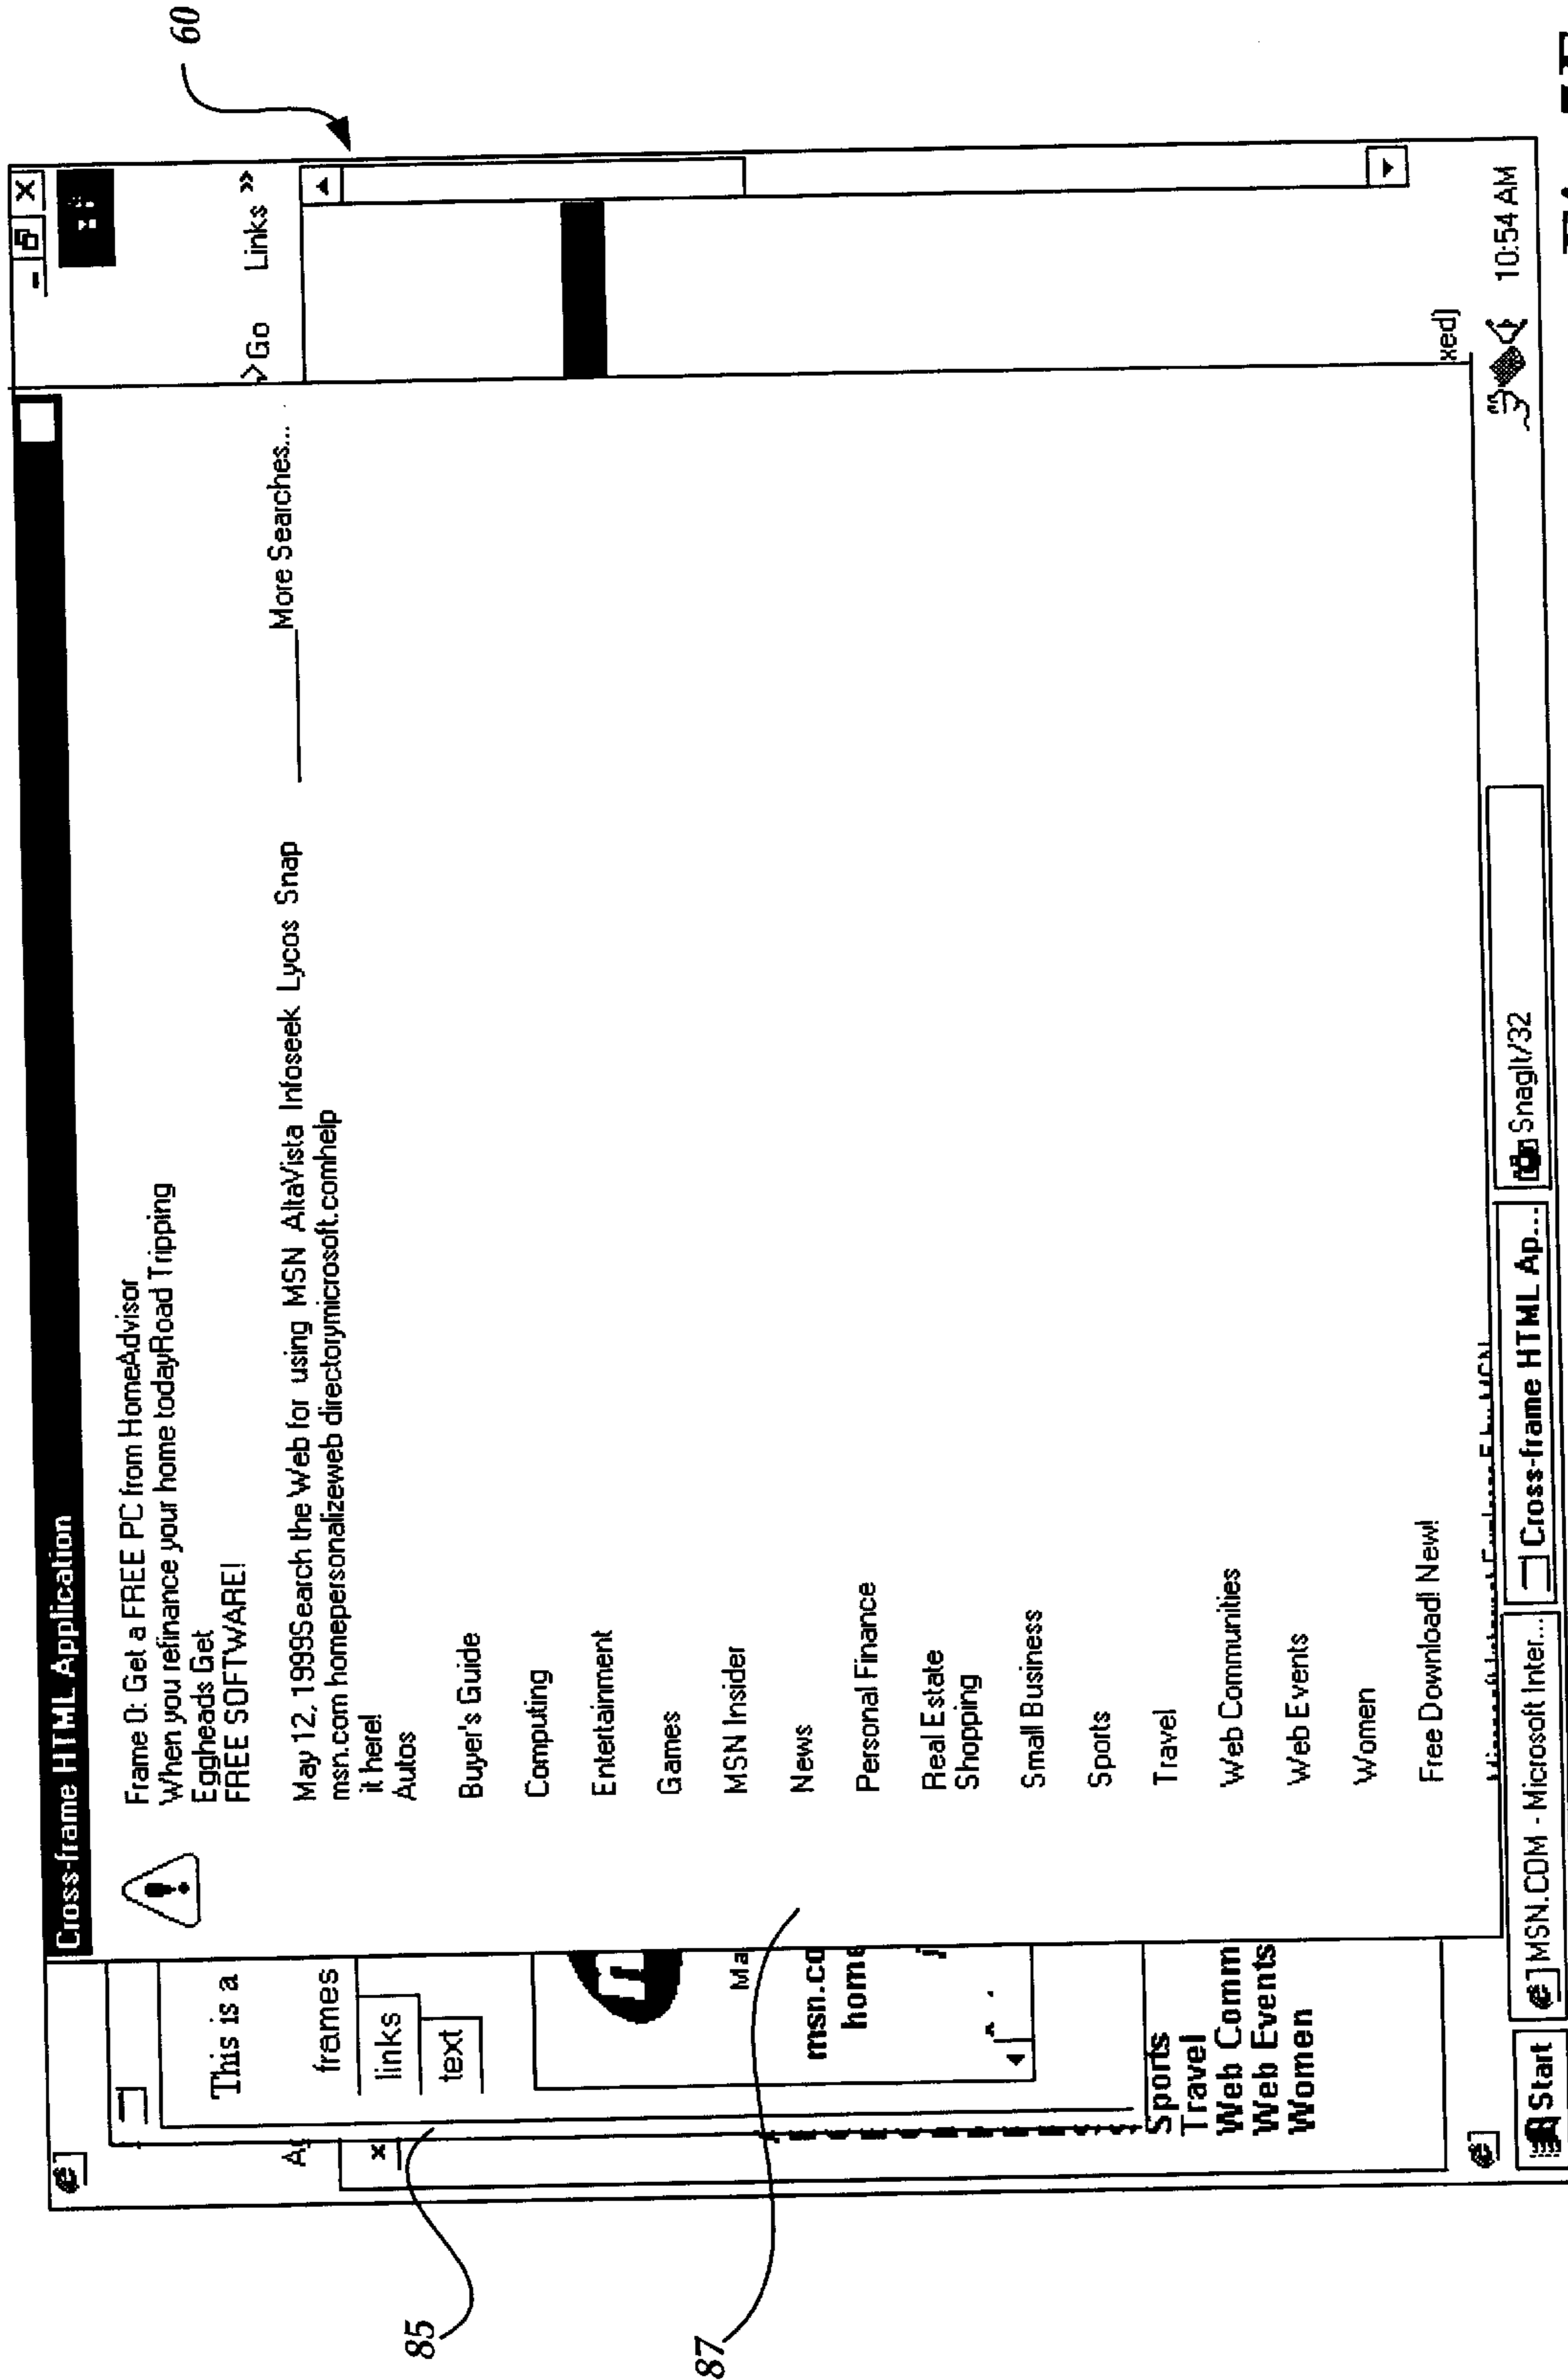 60
Cross-frame HTML Application
Go Links »
Frame 0: Get a FREE PC from HomeAdvisor
When you refinance your home todayRoad Tripping
Eggheads Get
FREE SOFTWARE!
May 12, 1999Search the Web for using MSN AltaVista Infoseek Lycos Snap More Searches...
msn.com homepersonalizeweb directorymicrosoft.comhelp
it here!
Autos
Buyer's Guide
Computing
Entertainment
Games
MSN Insider
News
Personal Finance
Real Estate
Shopping
Small Business
Sports
Travel
Web Communities
Web Events
Women
Free Download! New!
This is a
frames
links
text
Ma
msn.co
home
Sports
Travel
Web Comm
Web Events
Women
xed)
85
87
Start
MSN.COM - Microsoft Inter...
Cross-frame HTML Ap...
SnagIt/32
10:54 AM